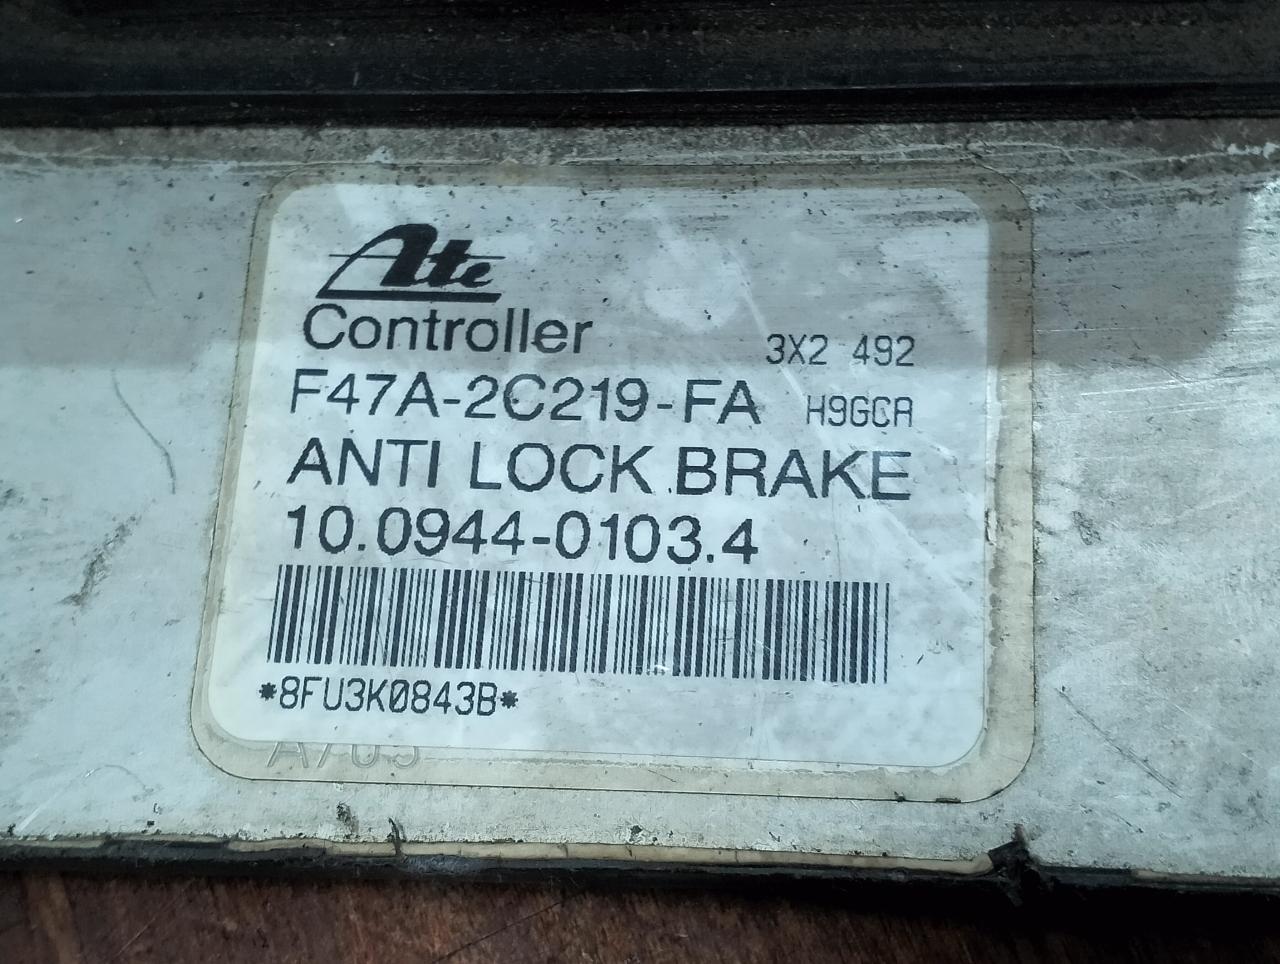 Ate
Controller
3X2 492
F47A-2C219-FA H9GCA
ANTI LOCK BRAKE
10.0944-0103.4
*8FU3K0843B*